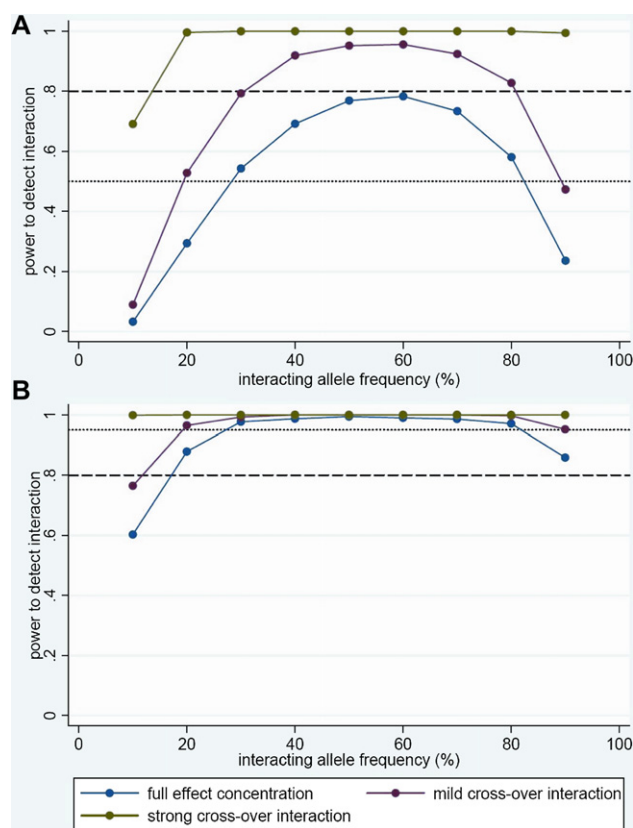 A
power to detect interaction
1
.8
.6
.4
.2
0
0 20 40 60 80 100
interacting allele frequency (%)
B
power to detect interaction
1
.8
.6
.4
.2
0
0 20 40 60 80 100
interacting allele frequency (%)
full effect concentration mild cross-over interaction
strong cross-over interaction